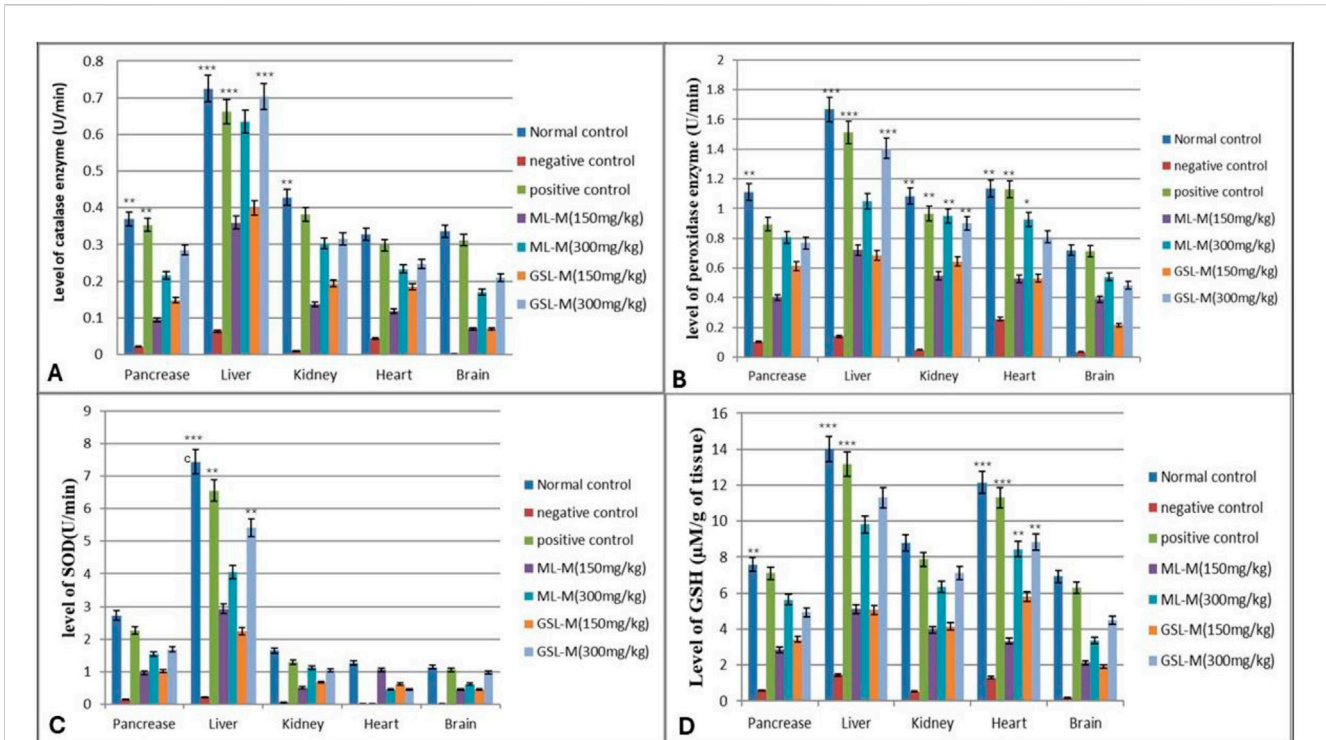 0.8
0.7
0.6
0.5
0.4
0.3
0.2
0.1
0
Level of catalase enzyme (U/min)
** ** *** *** *** **
Pancrease Liver Kidney Heart Brain
Normal control
negative control
positive control
ML-M(150mg/kg)
ML-M(300mg/kg)
GSL-M(150mg/kg)
GSL-M(300mg/kg)
A
2
1.8
1.6
1.4
1.2
1
0.8
0.6
0.4
0.2
0
level of peroxidase enzyme (U/min)
** *** *** *** ** ** ** ** ** ** *
Pancrease Liver Kidney Heart Brain
Normal control
negative control
positive control
ML-M(150mg/kg)
ML-M(300mg/kg)
GSL-M(150mg/kg)
GSL-M(300mg/kg)
B
9
8
7
6
5
4
3
2
1
0
level of SOD(U/min)
*** ** **
c
Pancrease Liver Kidney Heart Brain
Normal control
negative control
positive control
ML-M(150mg/kg)
ML-M(300mg/kg)
GSL-M(150mg/kg)
GSL-M(300mg/kg)
C
16
14
12
10
8
6
4
2
0
Level of GSH (µM/g of tissue)
** *** *** *** *** ** **
Pancrease Liver Kidney Heart Brain
Normal control
negative control
positive control
ML-M(150mg/kg)
ML-M(300mg/kg)
GSL-M(150mg/kg)
GSL-M(300mg/kg)
D